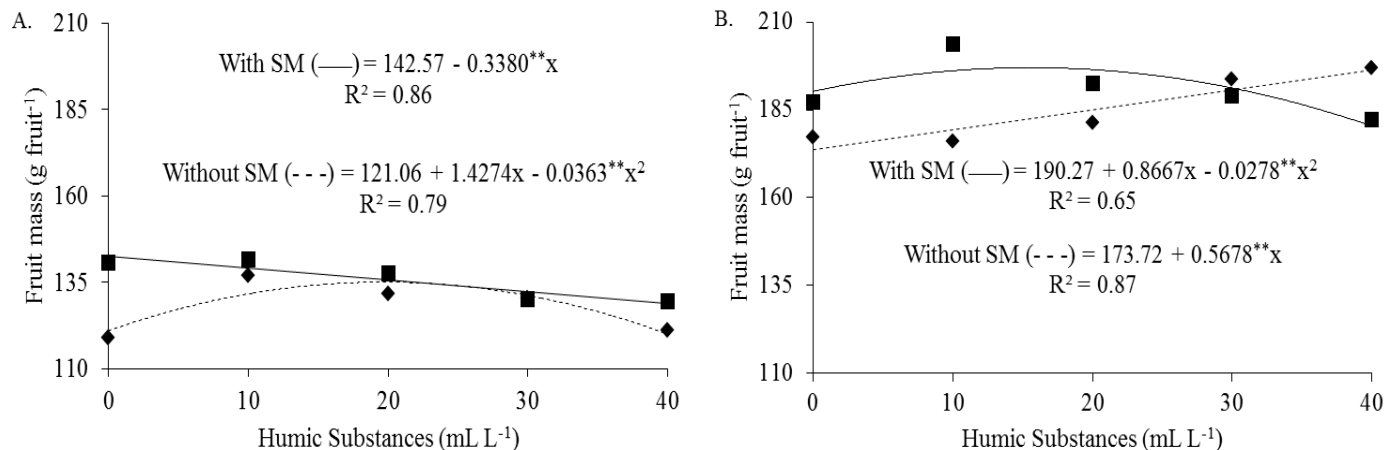 A.
210
185
160
135
110
Fruit mass (g fruit⁻¹)
With SM (——) = 142.57 - 0.3380**x
R² = 0.86
Without SM (- - -) = 121.06 + 1.4274x - 0.0363**x²
R² = 0.79
0 10 20 30 40
Humic Substances (mL L⁻¹)
B.
210
185
160
135
110
Fruit mass (g fruit⁻¹)
With SM (——) = 190.27 + 0.8667x - 0.0278**x²
R² = 0.65
Without SM (- - -) = 173.72 + 0.5678**x
R² = 0.87
0 10 20 30 40
Humic Substances (mL L⁻¹)